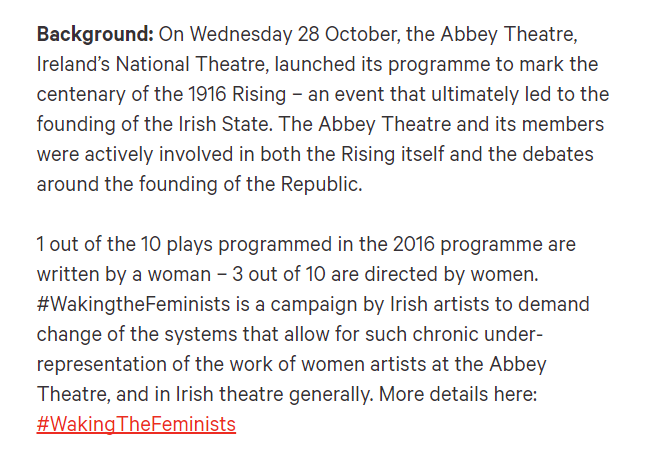 Background: On Wednesday 28 October, the Abbey Theatre,
Ireland’s National Theatre, launched its programme to mark the
centenary of the 1916 Rising – an event that ultimately led to the
founding of the Irish State. The Abbey Theatre and its members
were actively involved in both the Rising itself and the debates
around the founding of the Republic.
1 out of the 10 plays programmed in the 2016 programme are
written by a woman – 3 out of 10 are directed by women.
#WakingtheFeminists is a campaign by Irish artists to demand
change of the systems that allow for such chronic under-
representation of the work of women artists at the Abbey
Theatre, and in Irish theatre generally. More details here:
#WakingTheFeminists